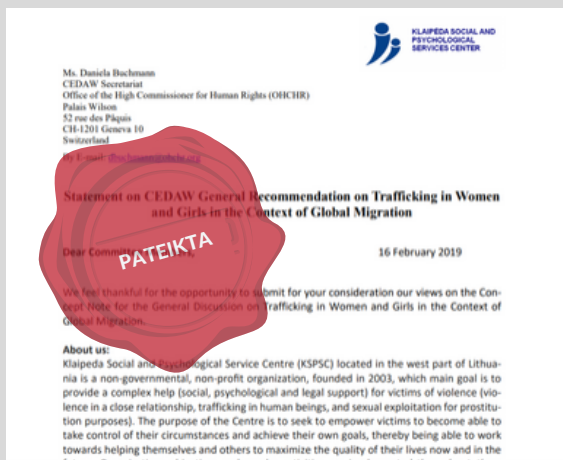 KLAIPĖDA SOCIAL AND
PSYCHOLOGICAL
SERVICES CENTER
Ms. Daniela Buchmann
CEDAW Secretariat
Office of the High Commissioner for Human Rights (OHCHR)
Palais Wilson
52 rue des Pâquis
CH-1201 Geneva 10
Switzerland
By E-mail:
Statement on CEDAW General Recommendation on Trafficking in Women
and Girls in the Context of Global Migration
Dear
16 February 2019
PATEIKTA
We feel thankful for the opportunity to submit for your consideration our views on the Con-
cept Note for the General Discussion on Trafficking in Women and Girls in the Context of
Global Migration.
About us:
Klaipeda Social and Psychological Service Centre (KSPSC) located in the west part of Lithua-
nia is a non-governmental, non-profit organization, founded in 2003, which main goal is to
provide a complex help (social, psychological and legal support) for victims of violence (vio-
lence in a close relationship, trafficking in human beings, and sexual exploitation for prostitu-
tion purposes). The purpose of the Centre is to seek to empower victims to become able to
take control of their circumstances and achieve their own goals, thereby being able to work
towards helping themselves and others to maximize the quality of their lives now and in the